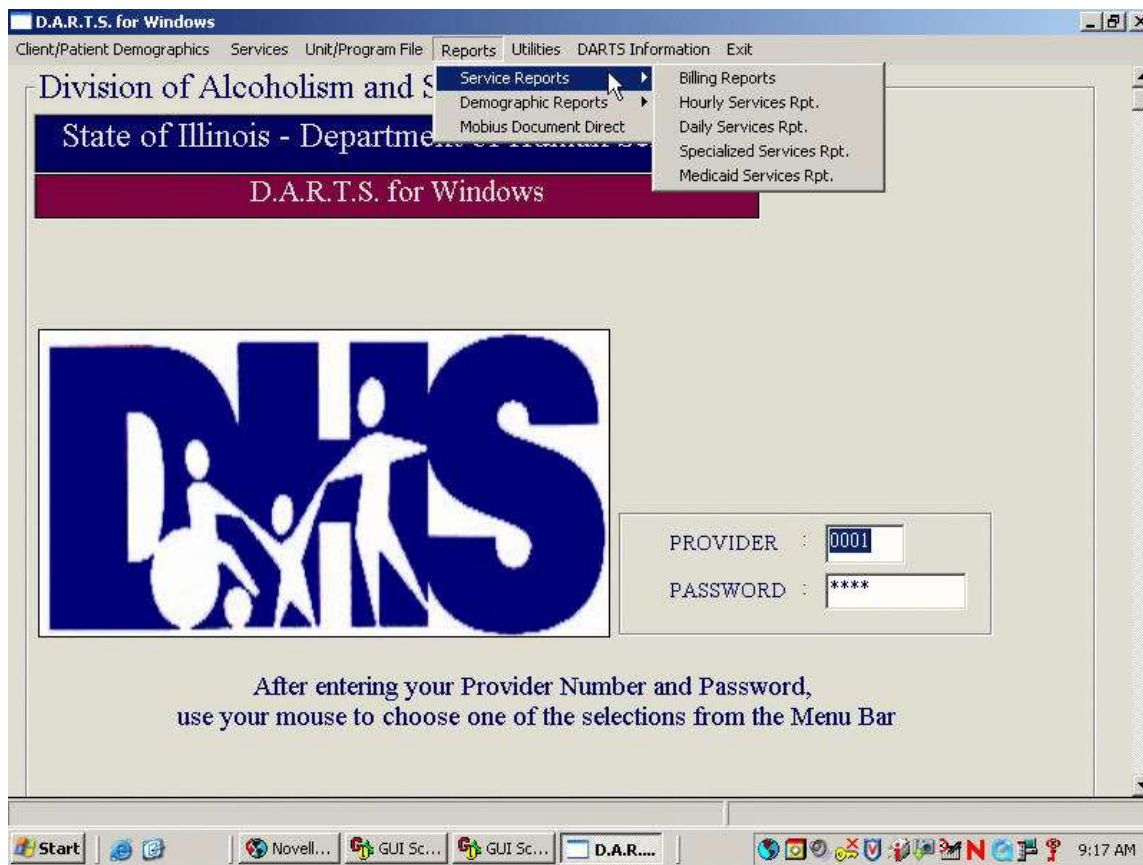 D.A.R.T.S. for Windows
Client/Patient Demographics Services Unit/Program File Reports Utilities DARTS Information Exit
Service Reports
Demographic Reports
Mobius Document Direct
Billing Reports
Hourly Services Rpt.
Daily Services Rpt.
Specialized Services Rpt.
Medicaid Services Rpt.
Division of Alcoholism and S
State of Illinois - Departme
D.A.R.T.S. for Windows
DHS
PROVIDER : 0001
PASSWORD : ****
After entering your Provider Number and Password,
use your mouse to choose one of the selections from the Menu Bar
Start Novell... GUI Sc... GUI Sc... D.A.R.... 9:17 AM